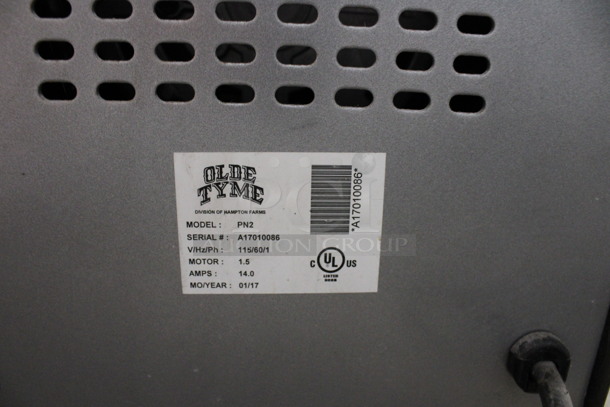 OLDE
TYME
DIVISION OF HAMPTON FARMS
MODEL : PN2
SERIAL # : A17010086
V/Hz/Ph : 115/60/1
MOTOR : 1.5
AMPS : 14.0
MO/YEAR : 01/17
*A17010086*
C UL US
LISTED
GROUP